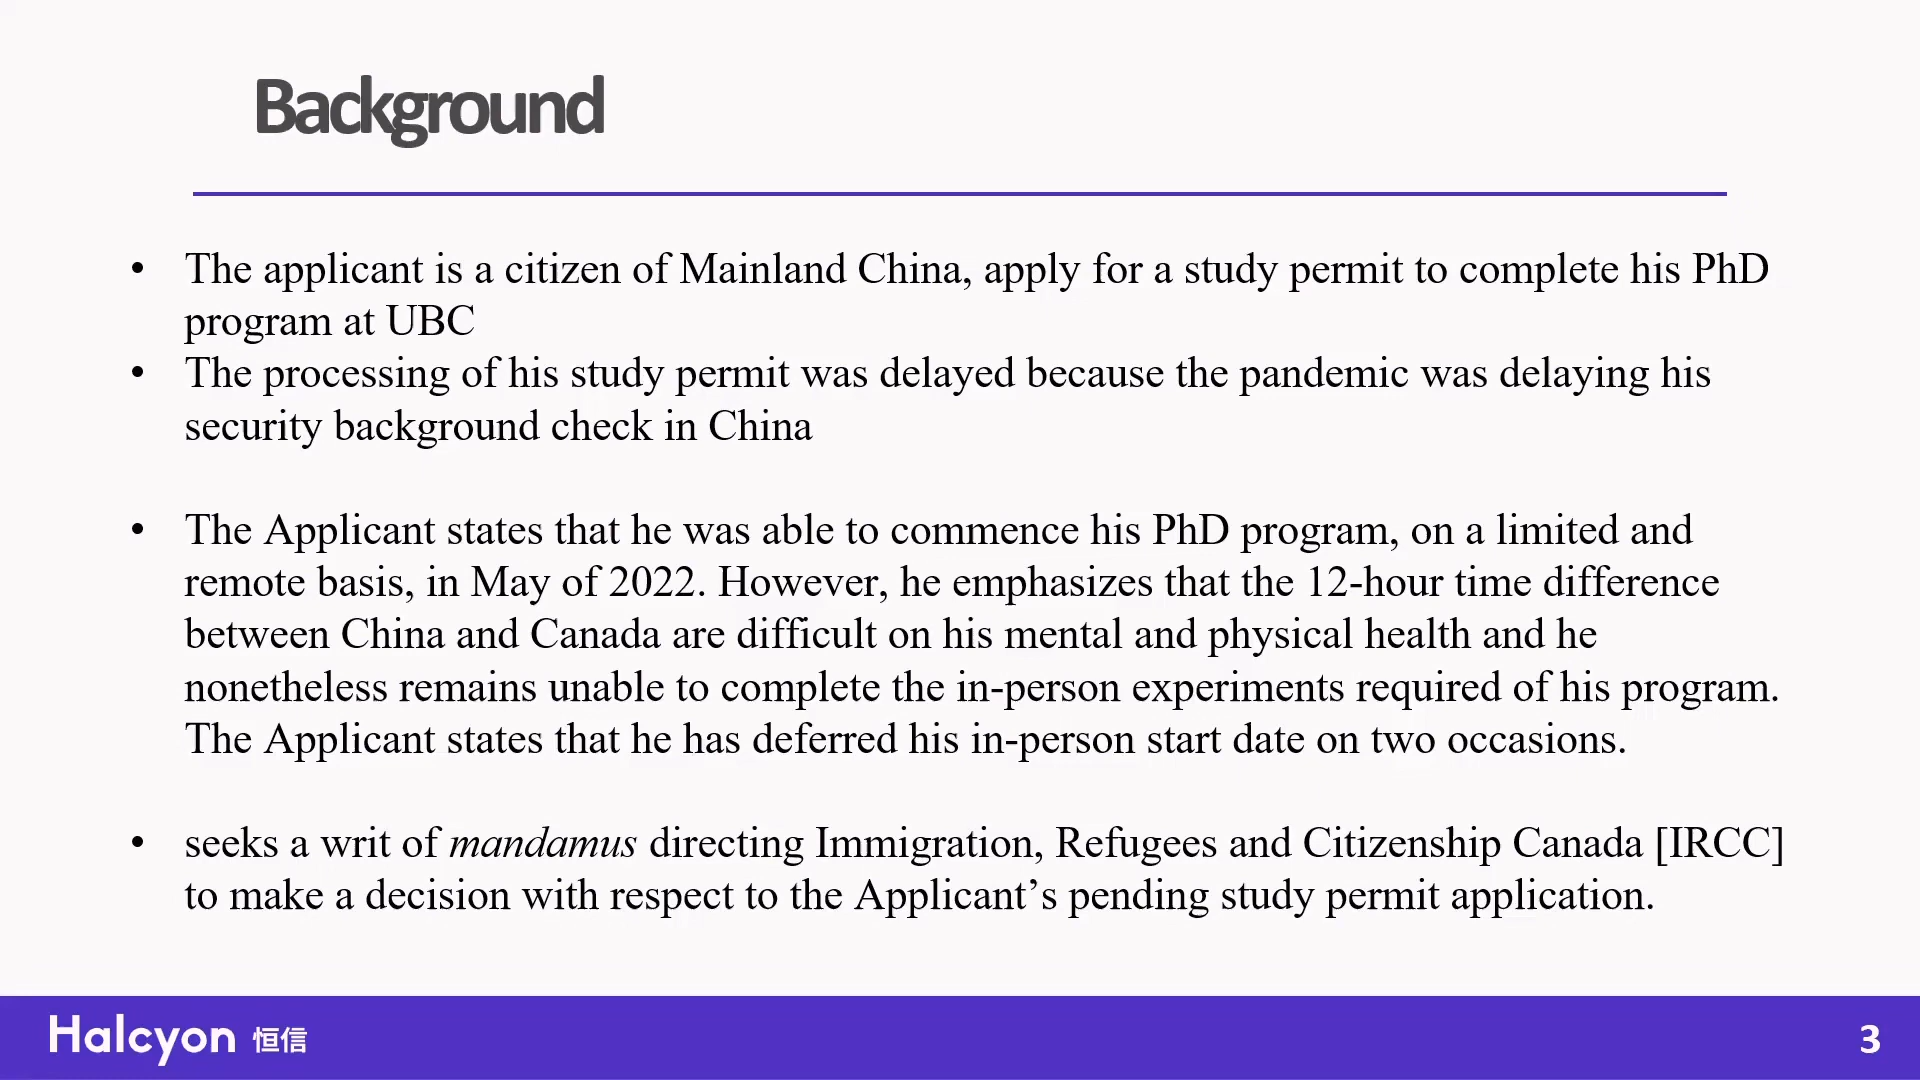 Background
• The applicant is a citizen of Mainland China, apply for a study permit to complete his PhD
program at UBC
• The processing of his study permit was delayed because the pandemic was delaying his
security background check in China
• The Applicant states that he was able to commence his PhD program, on a limited and
remote basis, in May of 2022. However, he emphasizes that the 12-hour time difference
between China and Canada are difficult on his mental and physical health and he
nonetheless remains unable to complete the in-person experiments required of his program.
The Applicant states that he has deferred his in-person start date on two occasions.
• seeks a writ of mandamus directing Immigration, Refugees and Citizenship Canada [IRCC]
to make a decision with respect to the Applicant’s pending study permit application.
Halcyon 恒信
3